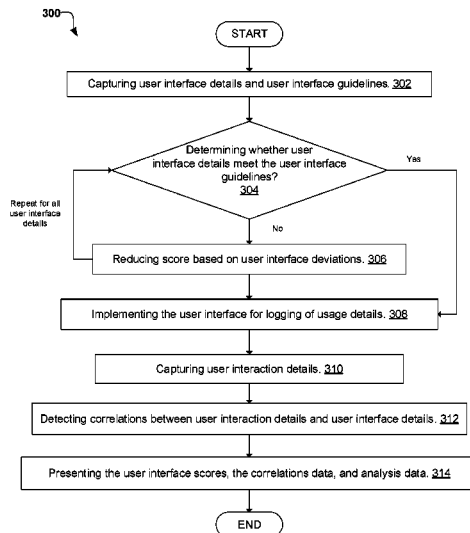 300
START
Capturing user interface details and user interface guidelines. 302
Determining whether user
interface details meet the user interface
guidelines?
304
Yes
Repeat for all
user interface
details
No
Reducing score based on user interface deviations. 306
Implementing the user interface for logging of usage details. 308
Capturing user interaction details. 310
Detecting correlations between user interaction details and user interface details. 312
Presenting the user interface scores, the correlations data, and analysis data. 314
END